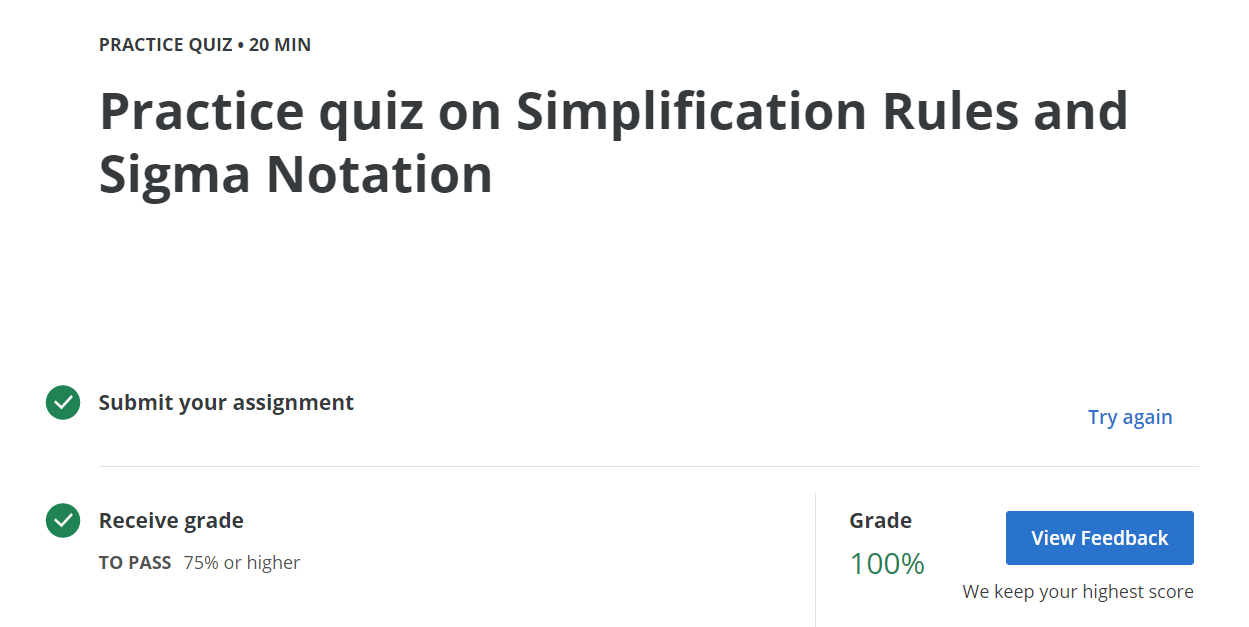 PRACTICE QUIZ • 20 MIN
Practice quiz on Simplification Rules and
Sigma Notation
Submit your assignment
Try again
Receive grade
TO PASS 75% or higher
Grade
100%
View Feedback
We keep your highest score